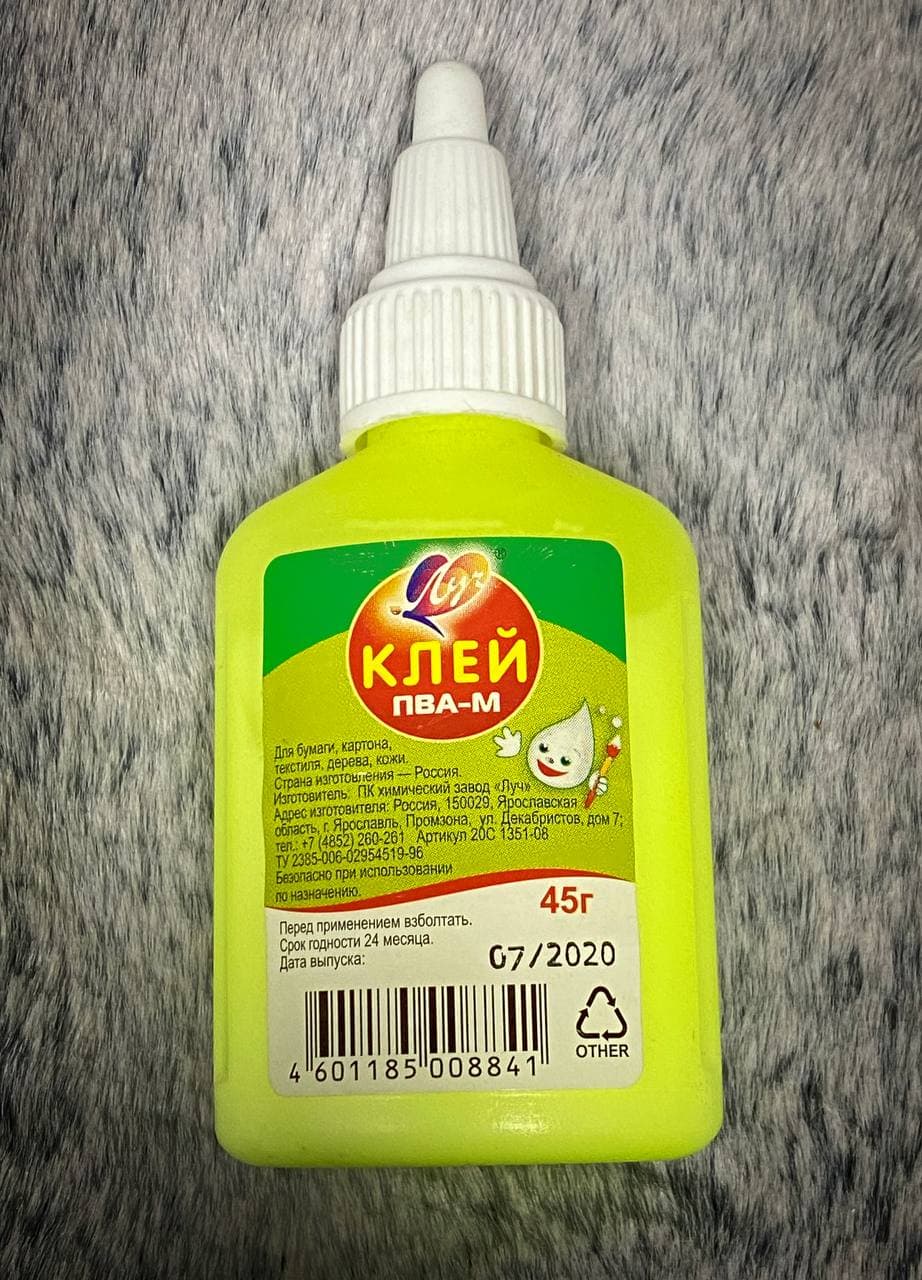 Луч®
КЛЕЙ
ПВА-М
Для бумаги, картона,
текстиля, дерева, кожи.
Страна изготовления — Россия.
Изготовитель: ПК химический завод «Луч»
Адрес изготовителя: Россия, 150029, Ярославская
область, г. Ярославль, Промзона, ул. Декабристов, дом 7;
тел.: +7 (4852) 260-261 Артикул 20С 1351-08
ТУ 2385-006-02954519-96
Безопасно при использовании
по назначению.
45г
Перед применением взболтать.
Срок годности 24 месяца.
Дата выпуска: 07/2020
4 601185 008841
OTHER